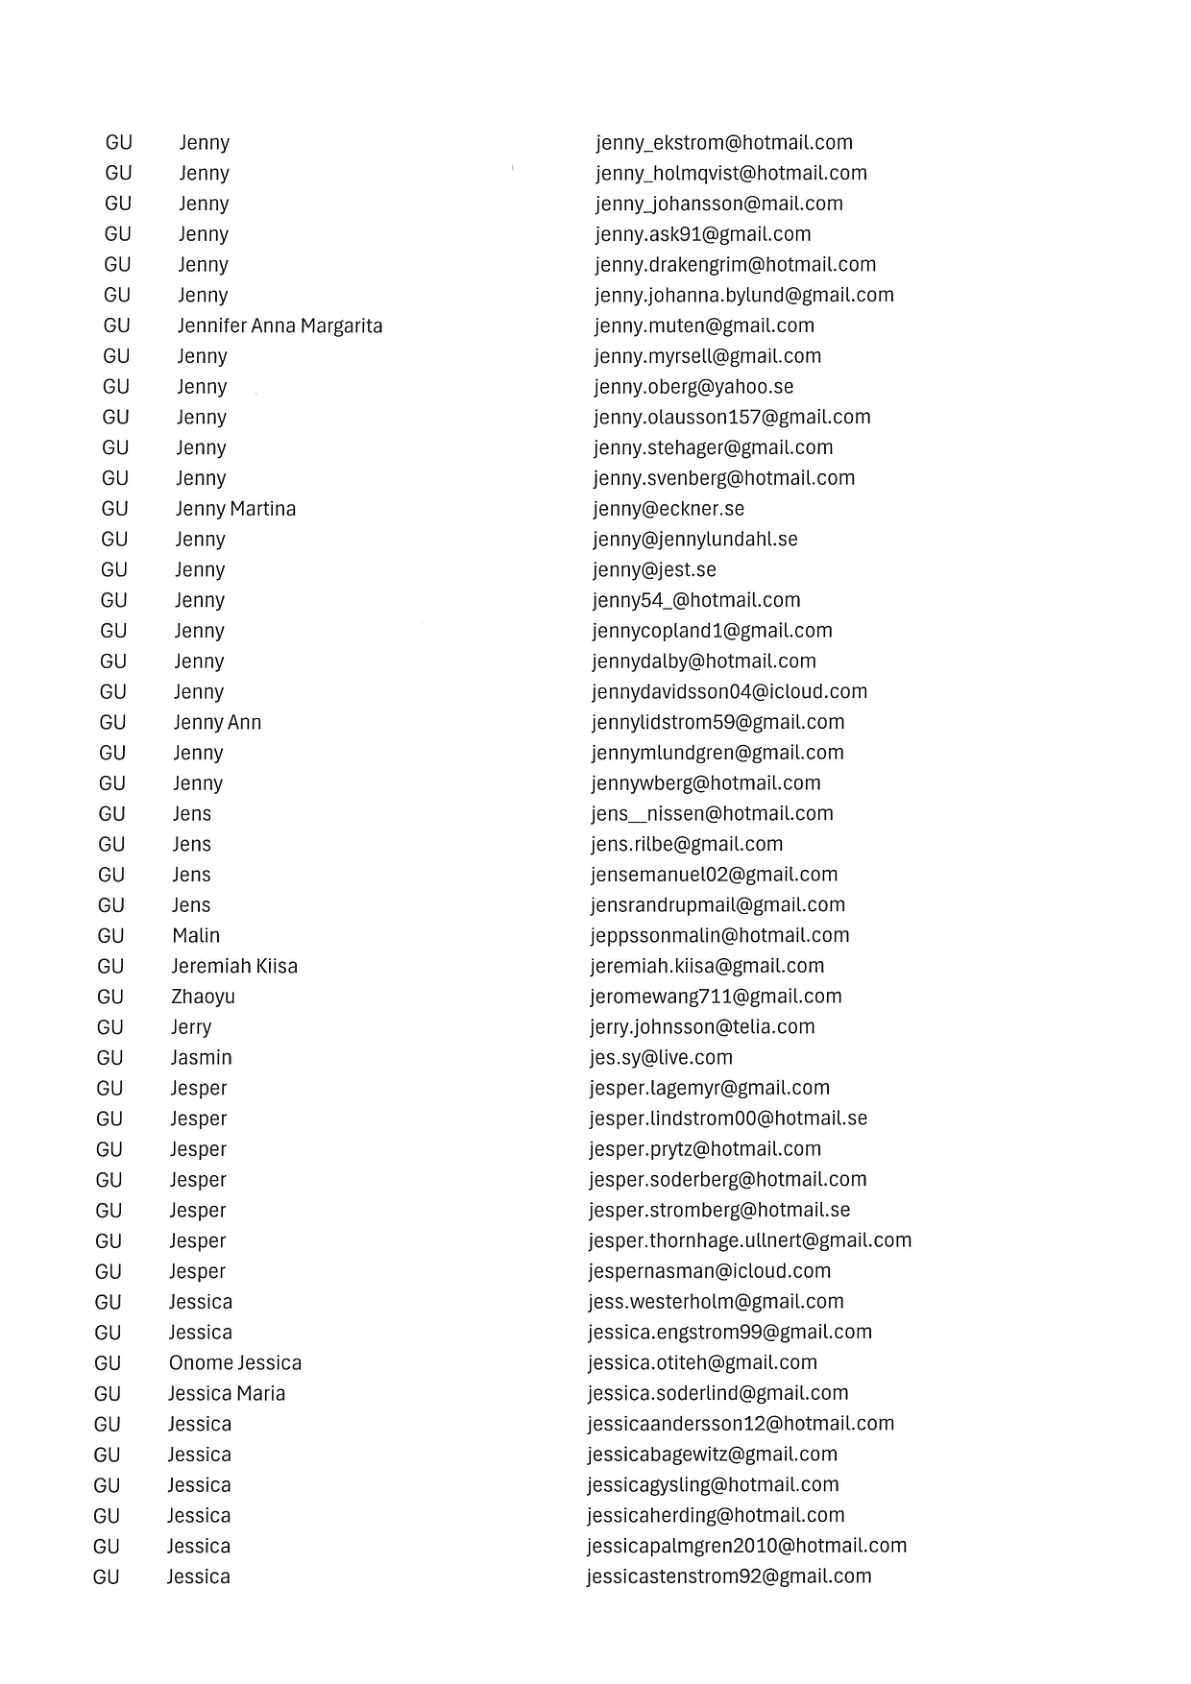 GU Jenny jenny_ekstrom@hotmail.com
GU Jenny jenny_holmqvist@hotmail.com
GU Jenny jenny_johansson@mail.com
GU Jenny jenny.ask91@gmail.com
GU Jenny jenny.drakengrim@hotmail.com
GU Jenny jenny.johanna.bylund@gmail.com
GU Jennifer Anna Margarita jenny.muten@gmail.com
GU Jenny jenny.myrsell@gmail.com
GU Jenny jenny.oberg@yahoo.se
GU Jenny jenny.olausson157@gmail.com
GU Jenny jenny.stehager@gmail.com
GU Jenny jenny.svenberg@hotmail.com
GU Jenny Martina jenny@eckner.se
GU Jenny jenny@jennylundahl.se
GU Jenny jenny@jest.se
GU Jenny jenny54_@hotmail.com
GU Jenny jennycopland1@gmail.com
GU Jenny jennydalby@hotmail.com
GU Jenny jennydavidsson04@icloud.com
GU Jenny Ann jennylidstrom59@gmail.com
GU Jenny jennymlundgren@gmail.com
GU Jenny jennywberg@hotmail.com
GU Jens jens__nissen@hotmail.com
GU Jens jens.rilbe@gmail.com
GU Jens jensemanuel02@gmail.com
GU Jens jensrandrupmail@gmail.com
GU Malin jeppssonmalin@hotmail.com
GU Jeremiah Kiisa jeremiah.kiisa@gmail.com
GU Zhaoyu jeromewang711@gmail.com
GU Jerry jerry.johnsson@telia.com
GU Jasmin jes.sy@live.com
GU Jesper jesper.lagemyr@gmail.com
GU Jesper jesper.lindstrom00@hotmail.se
GU Jesper jesper.prytz@hotmail.com
GU Jesper jesper.soderberg@hotmail.com
GU Jesper jesper.stromberg@hotmail.se
GU Jesper jesper.thornhage.ullnert@gmail.com
GU Jesper jespernasman@icloud.com
GU Jessica jess.westerholm@gmail.com
GU Jessica jessica.engstrom99@gmail.com
GU Onome Jessica jessica.otiteh@gmail.com
GU Jessica Maria jessica.soderlind@gmail.com
GU Jessica jessicaandersson12@hotmail.com
GU Jessica jessicabagewitz@gmail.com
GU Jessica jessicagysling@hotmail.com
GU Jessica jessicaherding@hotmail.com
GU Jessica jessicapalmgren2010@hotmail.com
GU Jessica jessicastenstrom92@gmail.com